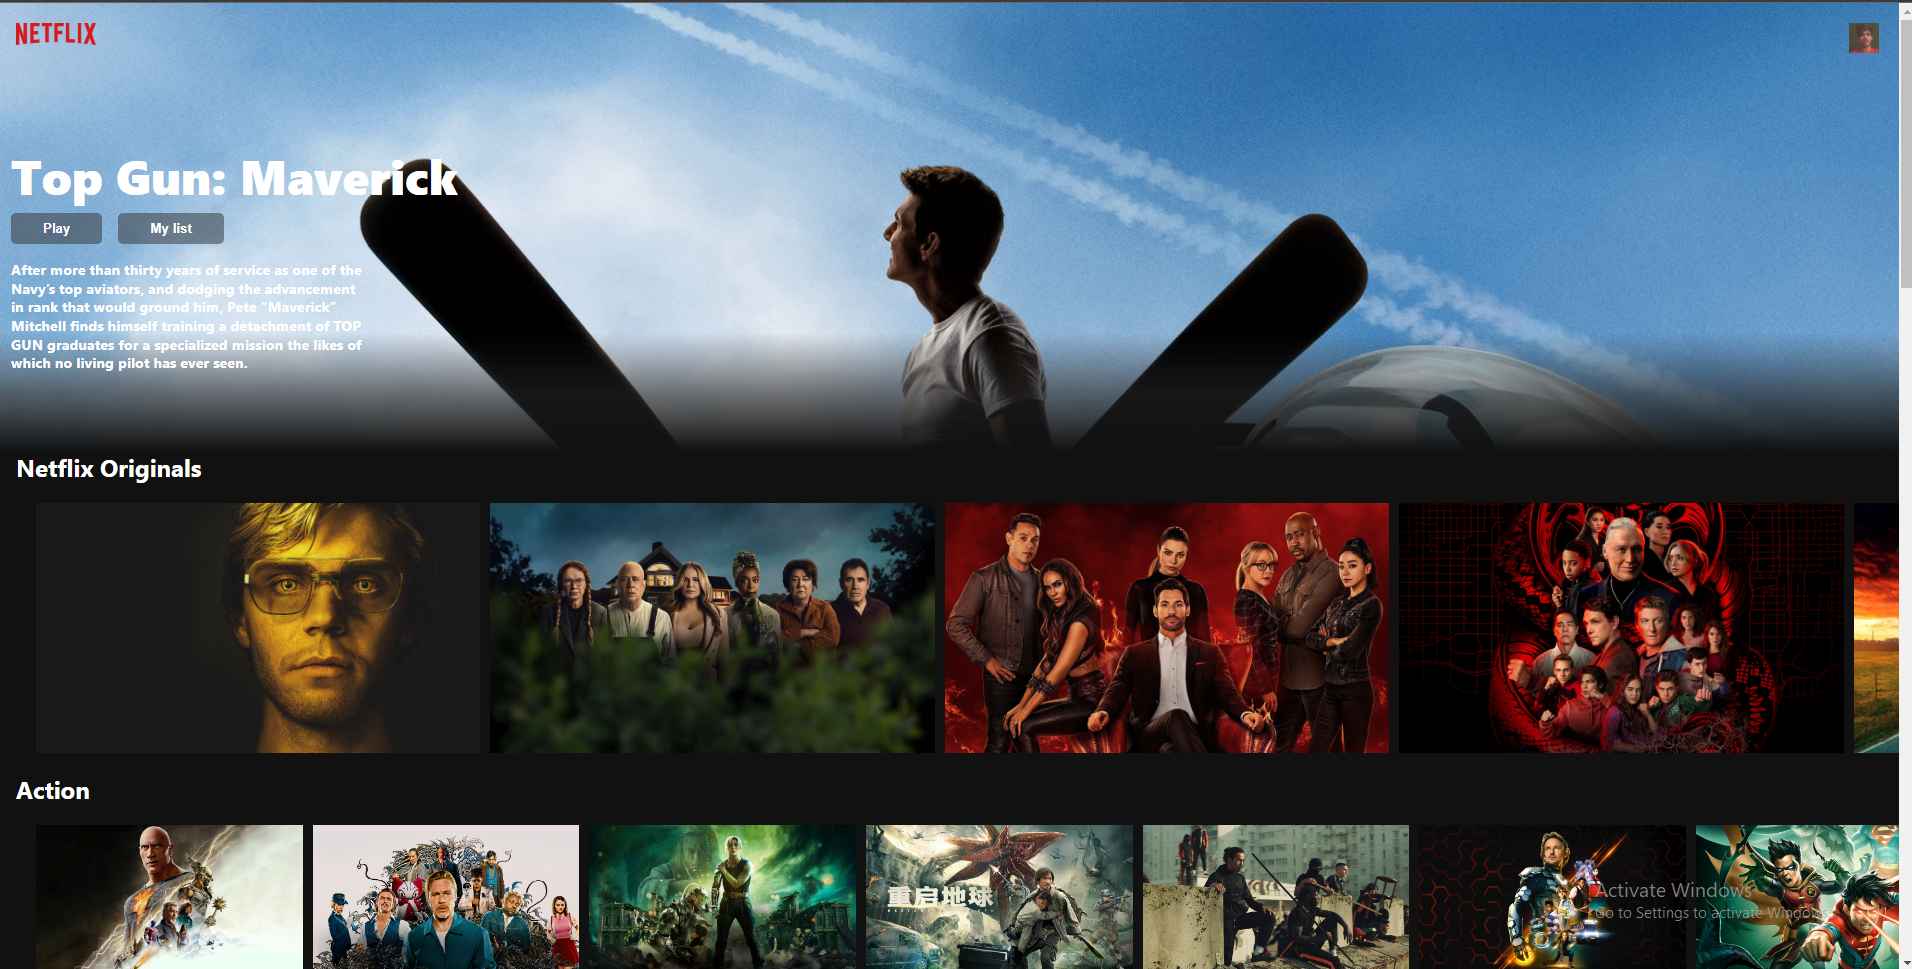 NETFLIX
Top Gun: Maverick
Play
My list
After more than thirty years of service as one of the
Navy's top aviators, and dodging the advancement
in rank that would ground him, Pete "Maverick"
Mitchell finds himself training a detachment of TOP
GUN graduates for a specialized mission the likes of
which no living pilot has ever seen.
Netflix Originals
Action
重启地球
Activate Windows
Go to Settings to activate Windows.